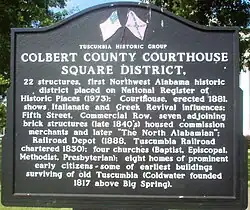 TUSCUMBIA HISTORIC GROUP
COLBERT COUNTY COURTHOUSE
SQUARE DISTRICT,
22 structures, first Northwest Alabama historic
district placed on National Register of
Historic Places (1973): Courthouse, erected 1881,
shows Italianate and Greek Revival influences;
Fifth Street, Commercial Row, seven adjoining
brick structures (late 1840's) housed commission
merchants and later "The North Alabamian";
Railroad Depot (1888, Tuscumbia Railroad
chartered 1830); four churches (Baptist, Episcopal,
Methodist, Presbyterian); eight homes of prominent
early citizens - some of earliest buildings
surviving of old Tuscumbia (Coldwater founded
1817 above Big Spring).